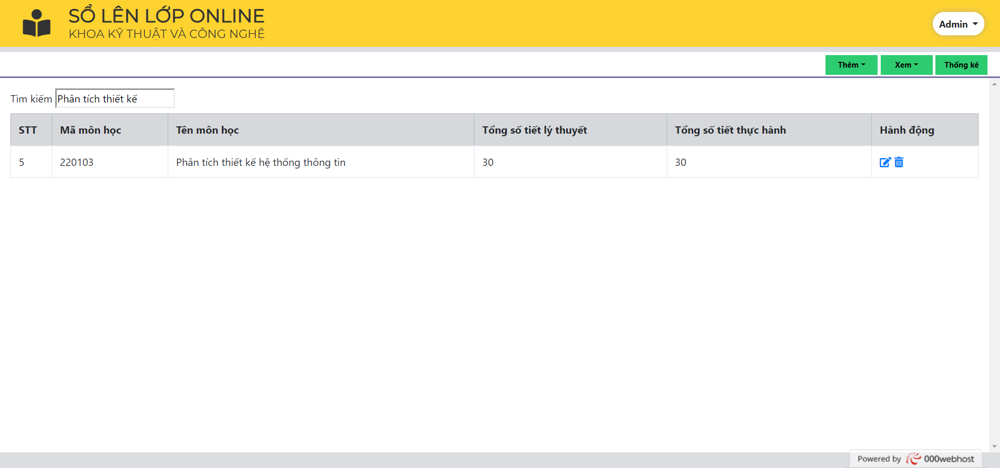 SỔ LÊN LỚP ONLINE
KHOA KỸ THUẬT VÀ CÔNG NGHỆ
Admin
Thêm
Xem
Thống kê
Tìm kiếm Phân tích thiết kế
STT Mã môn học Tên môn học Tổng số tiết lý thuyết Tổng số tiết thực hành Hành động
5 220103 Phân tích thiết kế hệ thống thông tin 30 30
Powered by 000webhost